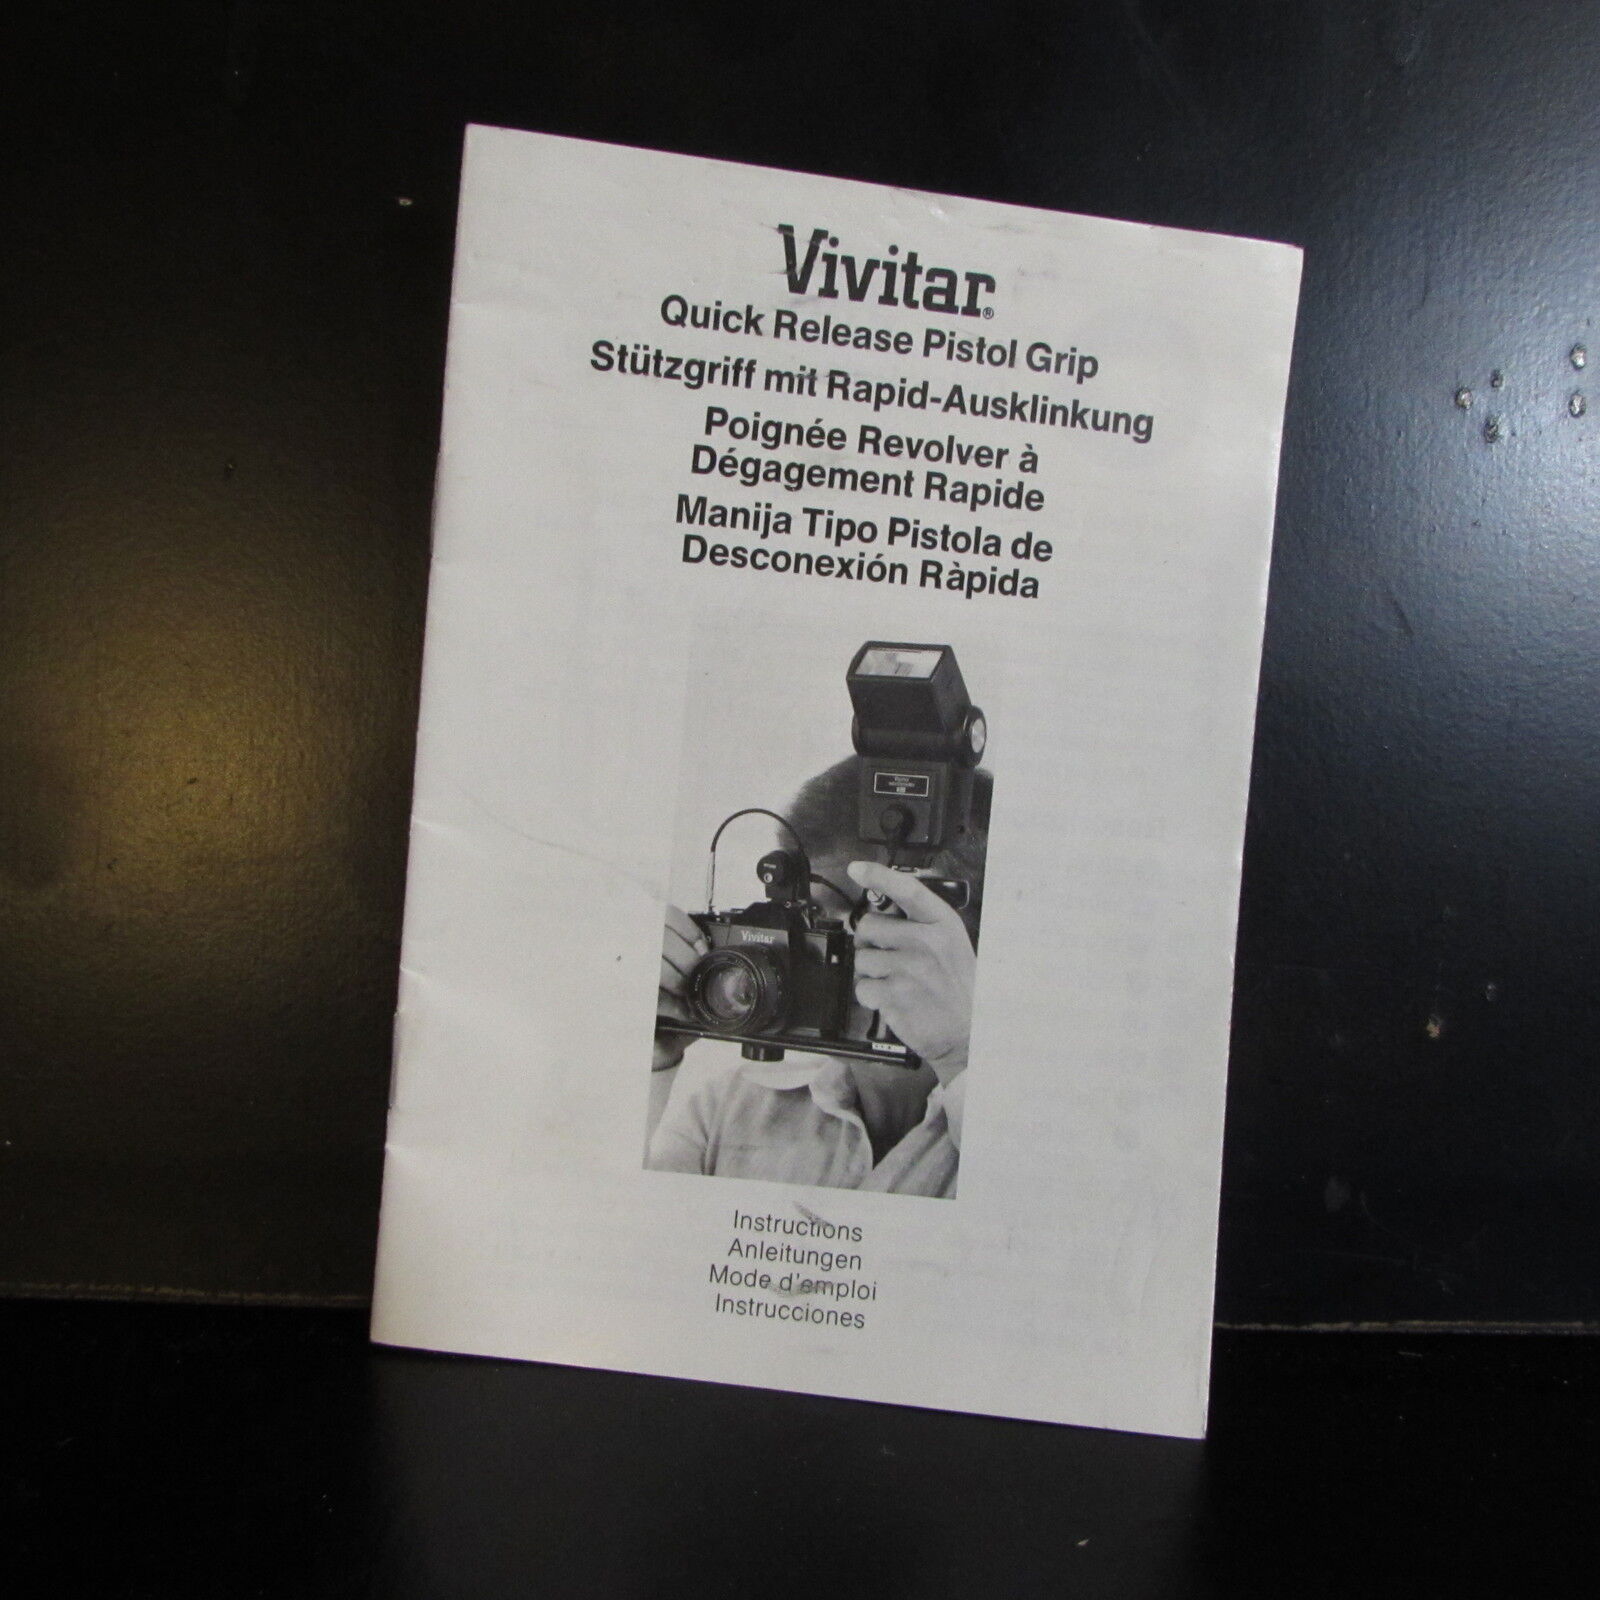 Vivitar®
Quick Release Pistol Grip
Stützgriff mit Rapid-Ausklinkung
Poignée Revolver à
Dégagement Rapide
Manija Tipo Pistola de
Desconexión Ràpida
Vivitar
Instructions
Anleitungen
Mode d'emploi
Instrucciones